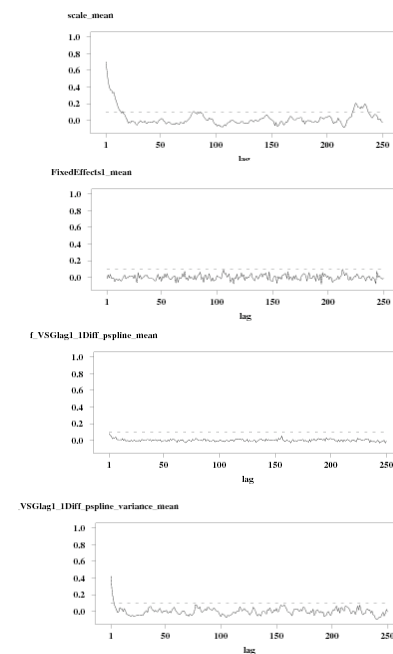 scale_mean
1.0
0.8
0.6
0.4
0.2
0.0
1 50 100 150 200 250
lag
FixedEffects1_mean
1.0
0.8
0.6
0.4
0.2
0.0
1 50 100 150 200 250
lag
f_VSGlag1_1Diff_pspline_mean
1.0
0.8
0.6
0.4
0.2
0.0
1 50 100 150 200 250
lag
_VSGlag1_1Diff_pspline_variance_mean
1.0
0.8
0.6
0.4
0.2
0.0
1 50 100 150 200 250
lag